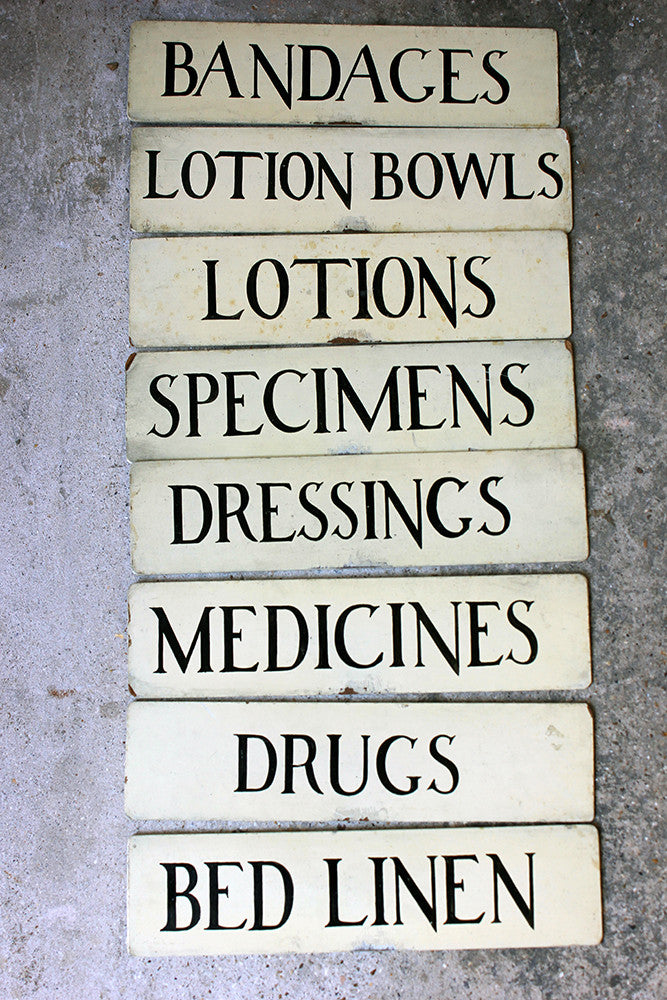 BANDAGES
LOTION BOWLS
LOTIONS
SPECIMENS
DRESSINGS
MEDICINES
DRUGS
BED LINEN